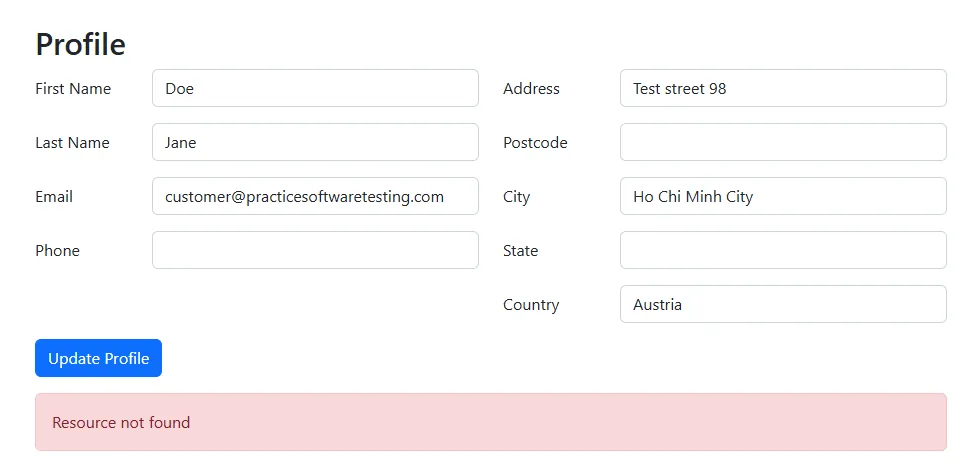 Profile
First Name Doe
Last Name Jane
Email customer@practicesoftwaretesting.com
Phone
Address Test street 98
Postcode
City Ho Chi Minh City
State
Country Austria
Update Profile
Resource not found